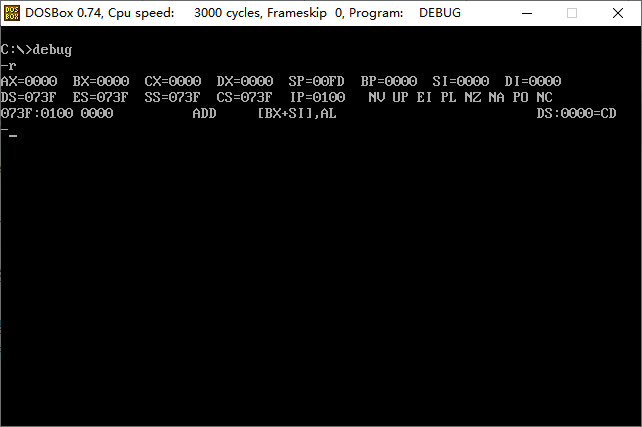 DOS BOX DOSBox 0.74, Cpu speed: 3000 cycles, Frameskip 0, Program: DEBUG
C:\>debug
-r
AX=0000 BX=0000 CX=0000 DX=0000 SP=00FD BP=0000 SI=0000 DI=0000
DS=073F ES=073F SS=073F CS=073F IP=0100 NV UP EI PL NZ NA PO NC
073F:0100 0000 ADD [BX+SI],AL DS:0000=CD
-_